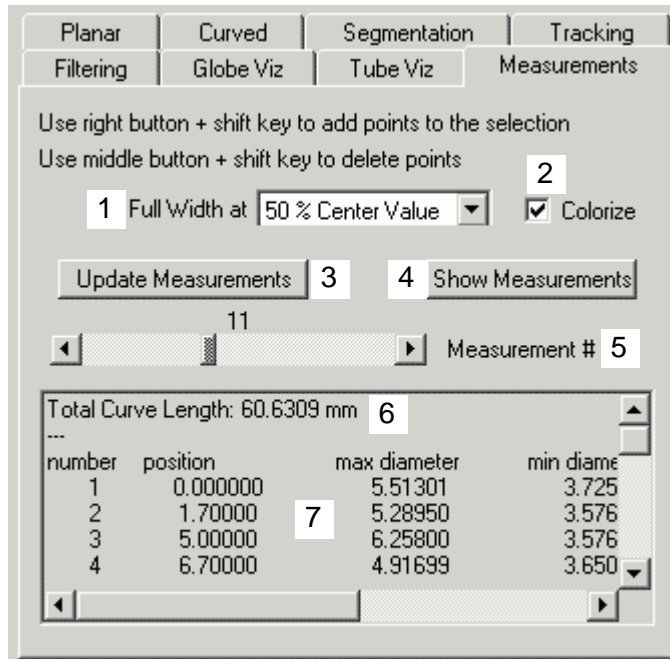 Planar Curved Segmentation Tracking
Filtering Globe Viz Tube Viz Measurements
Use right button + shift key to add points to the selection
Use middle button + shift key to delete points
2
1 Full Width at 50 % Center Value Colorize
Update Measurements 3 4 Show Measurements
11
Measurement # 5
Total Curve Length: 60.6309 mm 6
---
number position max diameter min diame
1 0.000000 5.51301 3.725
2 1.70000 7 5.28950 3.576
3 5.00000 6.25800 3.576
4 6.70000 4.91699 3.650